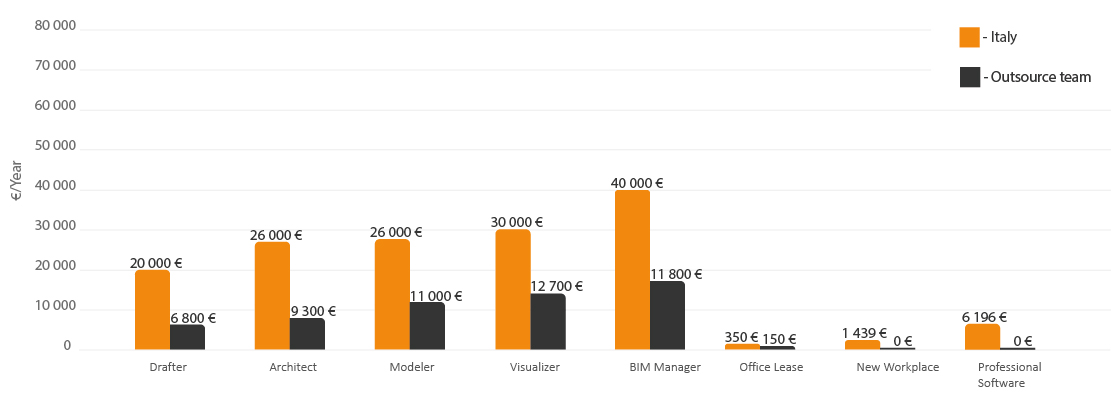 80 000
70 000
60 000
50 000
40 000
30 000
20 000
10 000
0
€/Year
- Italy
- Outsource team
20 000 €
6 800 €
26 000 €
9 300 €
26 000 €
11 000 €
30 000 €
12 700 €
40 000 €
11 800 €
350 €
150 €
1 439 €
0 €
6 196 €
0 €
Drafter
Architect
Modeler
Visualizer
BIM Manager
Office Lease
New Workplace
Professional
Software